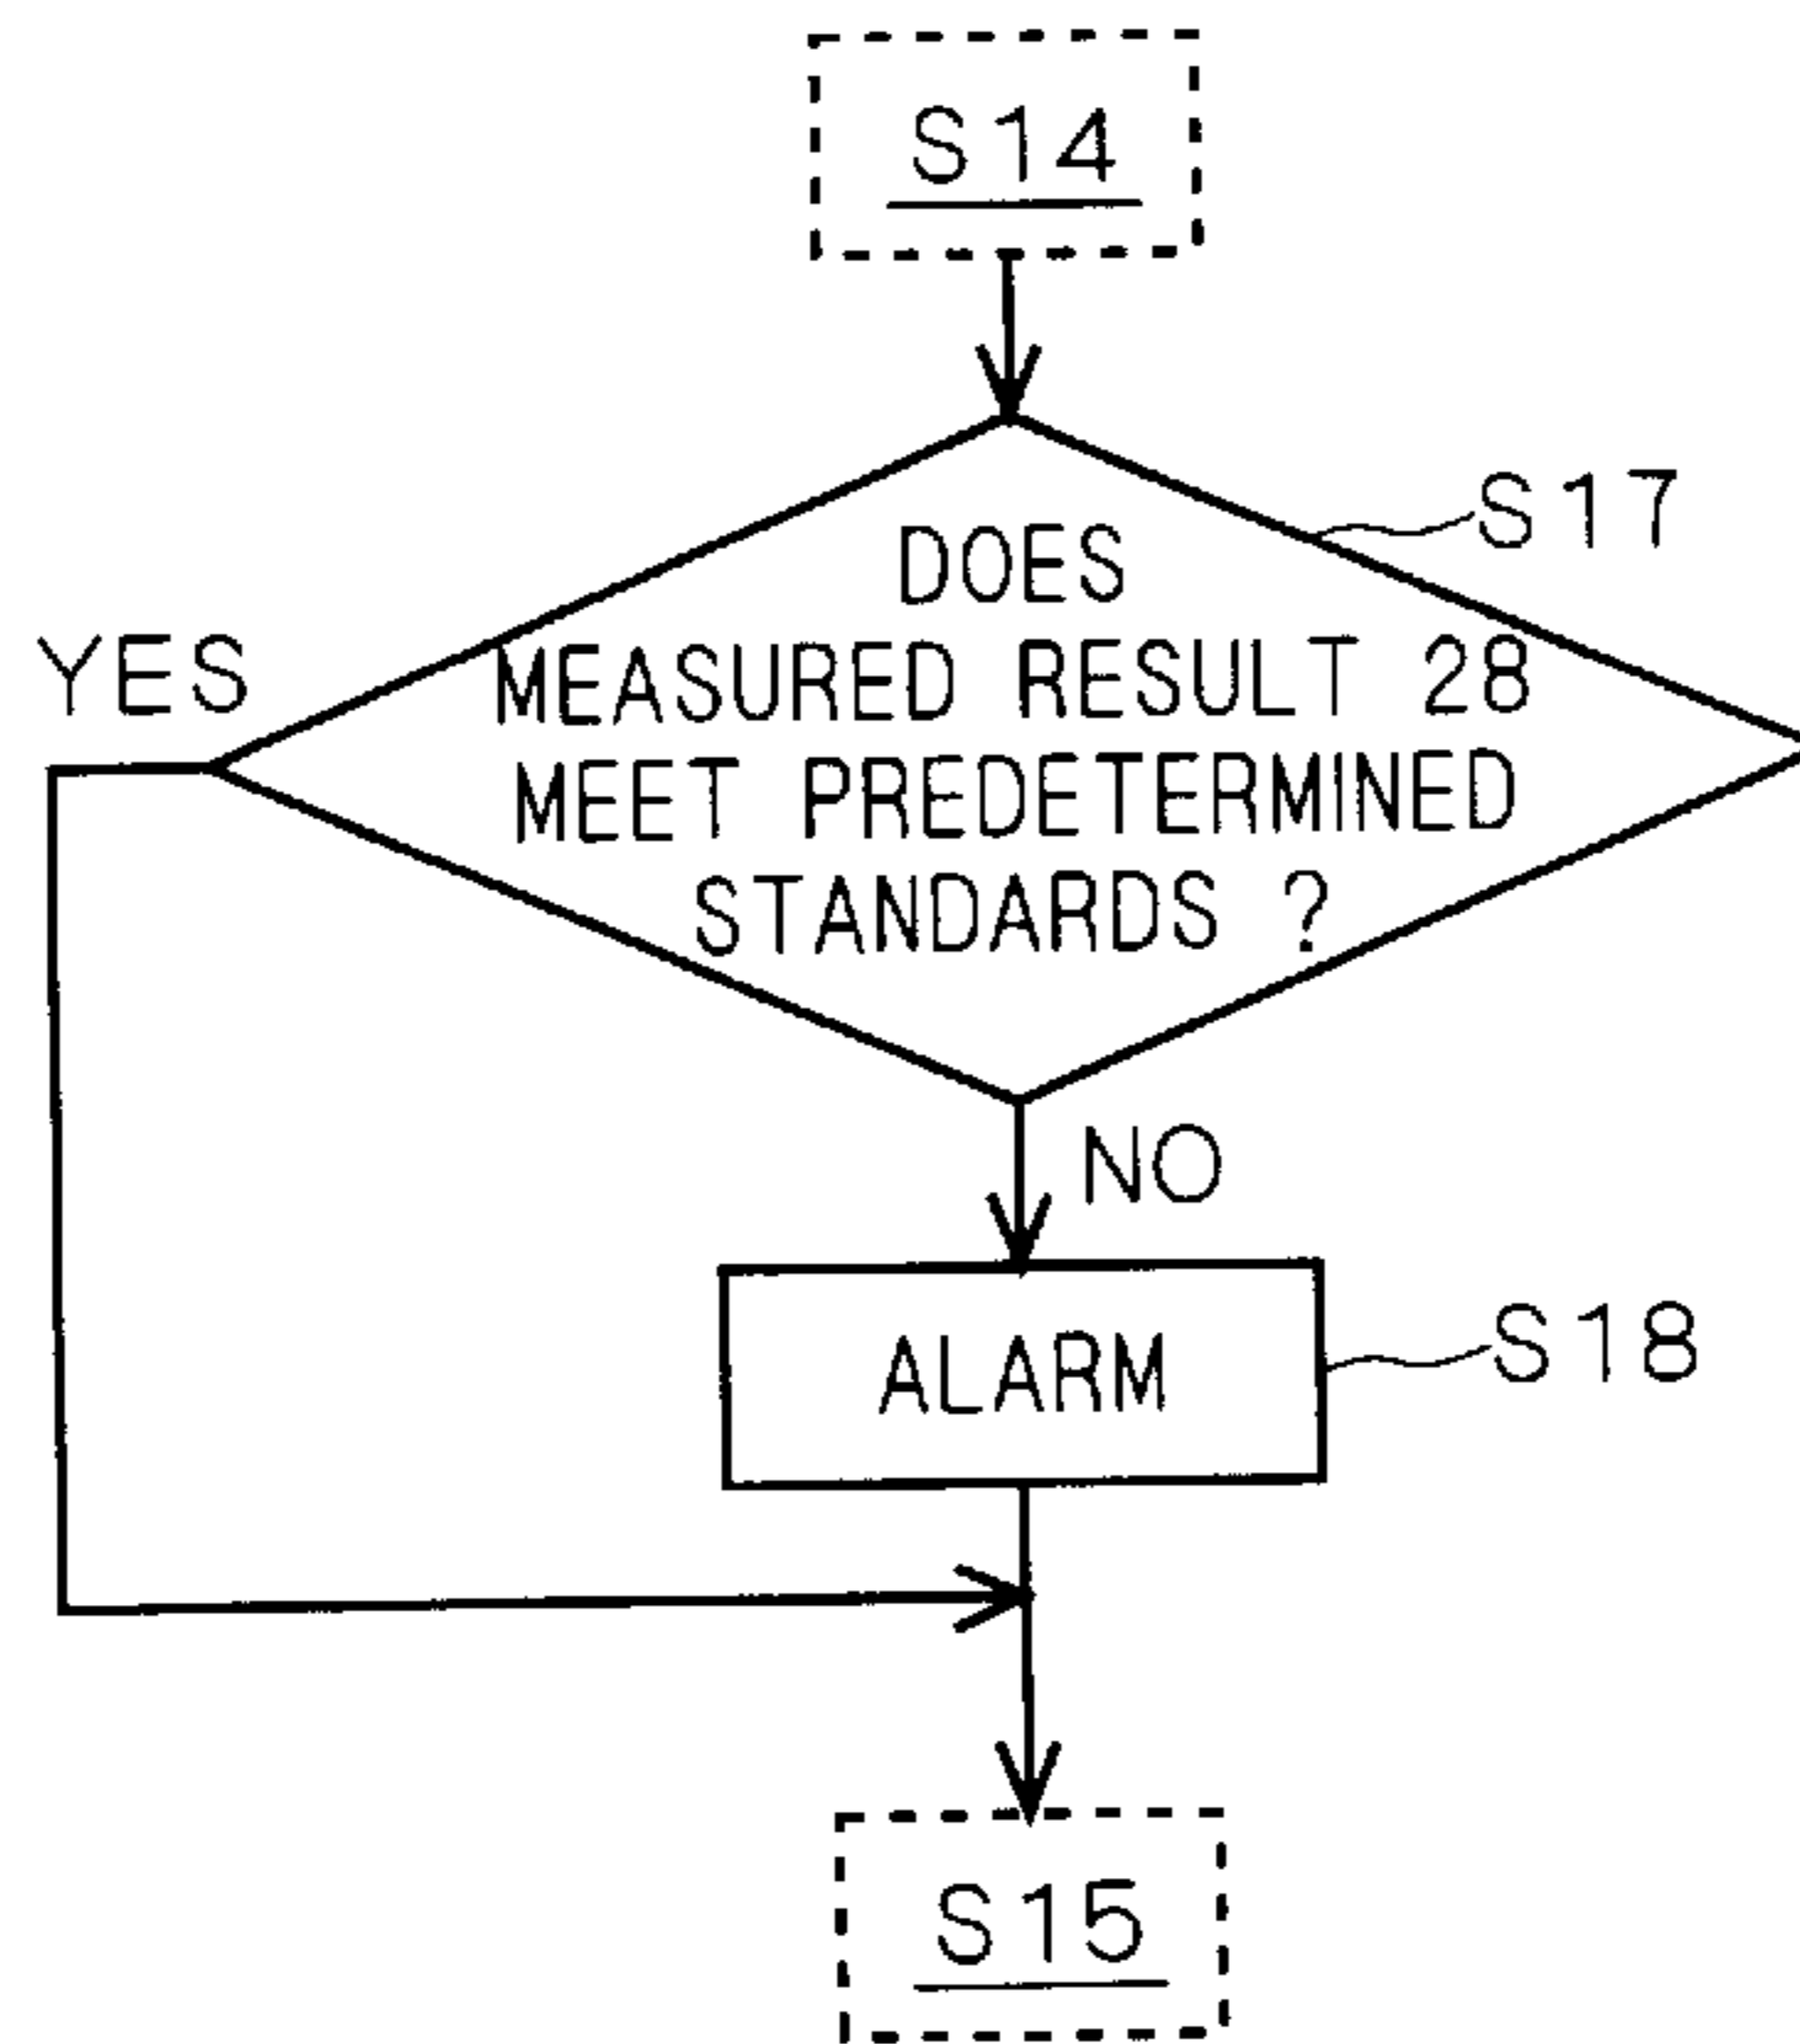 S14
S17
DOES
MEASURED RESULT 28
MEET PREDETERMINED
STANDARDS ?
YES
NO
ALARM
S18
S15